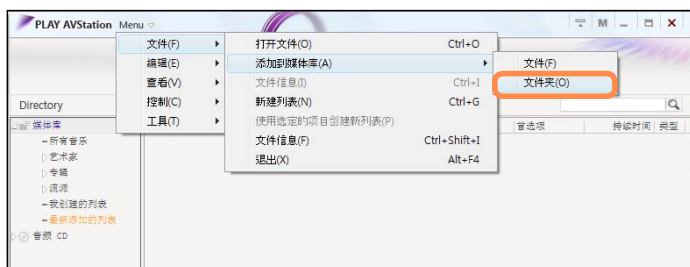 PLAY AVStation Menu
M
文件(F)
编辑(E)
查看(V)
控制(C)
工具(T)
打开文件(O) Ctrl+O
添加到媒体库(A)
文件信息(I) Ctrl+I
新建列表(N) Ctrl+G
使用选定的项目创建新列表(P)
文件信息(F) Ctrl+Shift+I
退出(X) Alt+F4
文件(F)
文件夹(O)
Directory
媒体库
所有音乐
艺术家
专辑
流派
我创建的列表
最新添加的列表
音频 CD
首选项 持续时间 类型